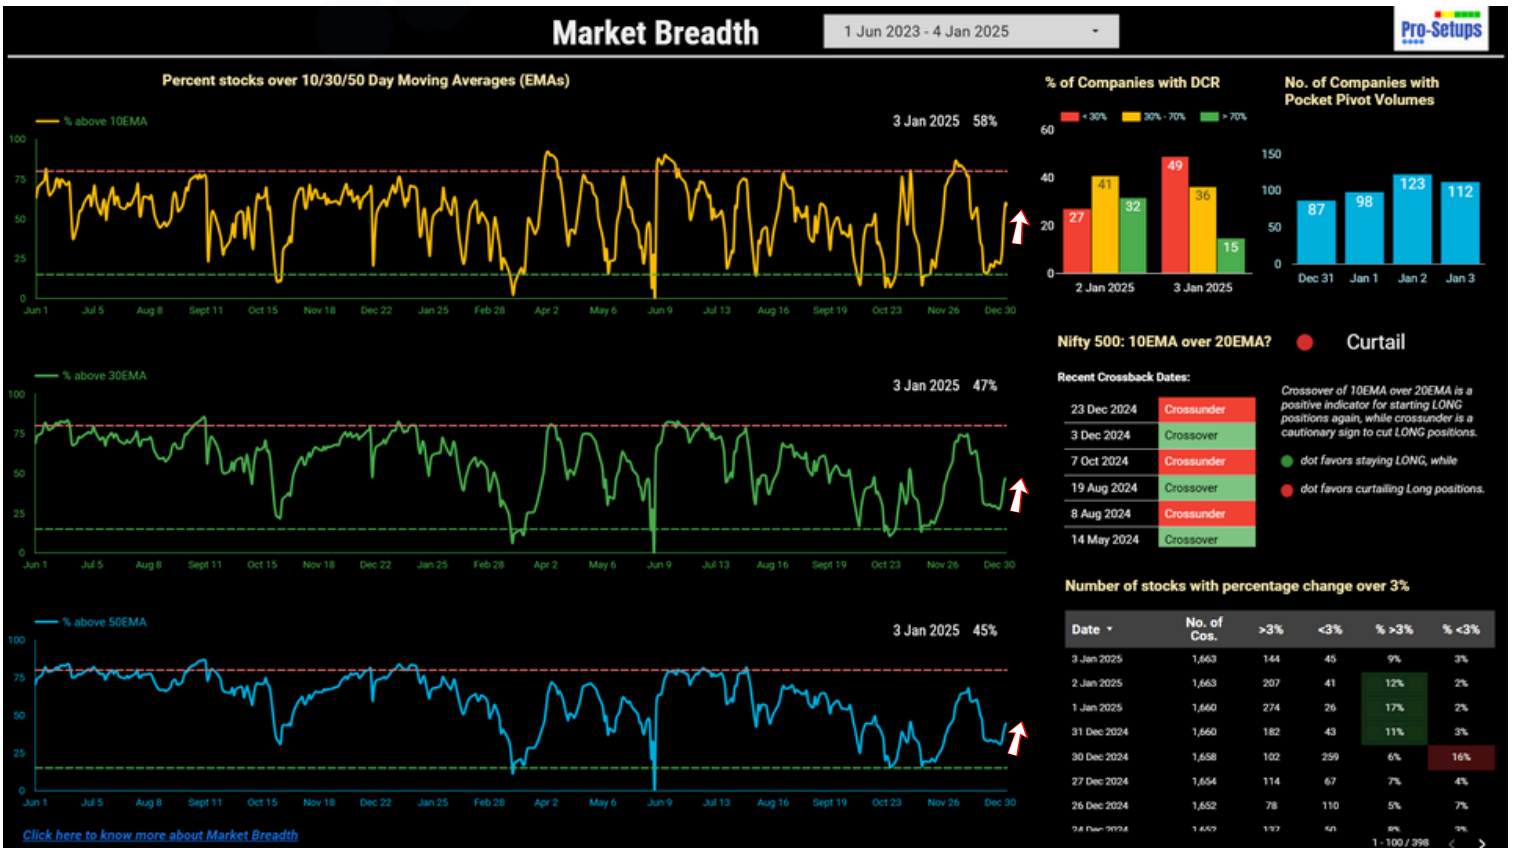 Market Breadth
1 Jun 2023 - 4 Jan 2025
Pro-Setups
Percent stocks over 10/30/50 Day Moving Averages (EMAs)
% above 10EMA
3 Jan 2025 58%
100
75
50
25
0
Jun 1 Jul 5 Aug 8 Sept 11 Oct 15 Nov 18 Dec 22 Jan 25 Feb 28 Apr 2 May 6 Jun 9 Jul 13 Aug 16 Sept 19 Oct 23 Nov 26 Dec 30
% above 30EMA
3 Jan 2025 47%
100
75
50
25
0
Jun 1 Jul 5 Aug 8 Sept 11 Oct 15 Nov 18 Dec 22 Jan 25 Feb 28 Apr 2 May 6 Jun 9 Jul 13 Aug 16 Sept 19 Oct 23 Nov 26 Dec 30
% above 50EMA
3 Jan 2025 45%
100
75
50
25
0
Jun 1 Jul 5 Aug 8 Sept 11 Oct 15 Nov 18 Dec 22 Jan 25 Feb 28 Apr 2 May 6 Jun 9 Jul 13 Aug 16 Sept 19 Oct 23 Nov 26 Dec 30
Click here to know more about Market Breadth
% of Companies with DCR
< 30% 30% - 70% > 70%
60
40
20
0
27 41 32
49 36 15
2 Jan 2025 3 Jan 2025
No. of Companies with
Pocket Pivot Volumes
150
100
50
0
87 98 123 112
Dec 31 Jan 1 Jan 2 Jan 3
Nifty 500: 10EMA over 20EMA?
Curtail
Recent Crossback Dates:
23 Dec 2024 Crossunder
3 Dec 2024 Crossover
7 Oct 2024 Crossunder
19 Aug 2024 Crossover
8 Aug 2024 Crossunder
14 May 2024 Crossover
Crossover of 10EMA over 20EMA is a
positive indicator for starting LONG
positions again, while crossunder is a
cautionary sign to cut LONG positions.
dot favors staying LONG, while
dot favors curtailing Long positions.
Number of stocks with percentage change over 3%
Date No. of Cos. >3% <3% % >3% % <3%
3 Jan 2025 1,663 144 45 9% 3%
2 Jan 2025 1,663 207 41 12% 2%
1 Jan 2025 1,660 274 26 17% 2%
31 Dec 2024 1,660 182 43 11% 3%
30 Dec 2024 1,658 102 259 6% 16%
27 Dec 2024 1,654 114 67 7% 4%
26 Dec 2024 1,652 78 110 5% 7%
24 Dec 2024 1,652 137 50 8% 3%
1 - 100 / 398